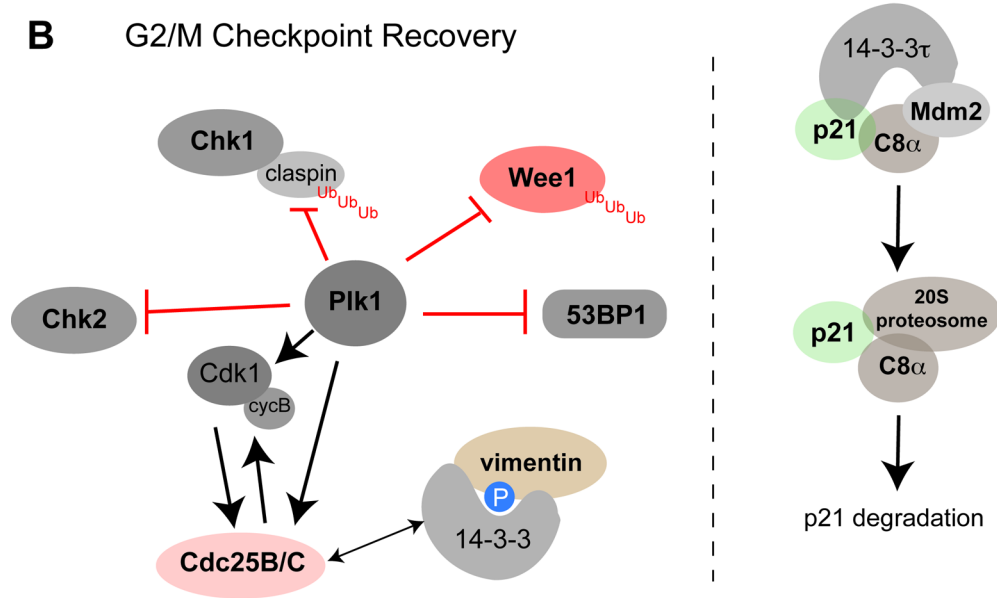 B G2/M Checkpoint Recovery
Chk1
claspin
Ub Ub Ub
Wee1
Ub Ub Ub
Plk1
Chk2
53BP1
Cdk1
cycB
vimentin
P
14-3-3
Cdc25B/C
14-3-3τ
Mdm2
p21
C8α
20S
proteosome
p21
C8α
p21 degradation